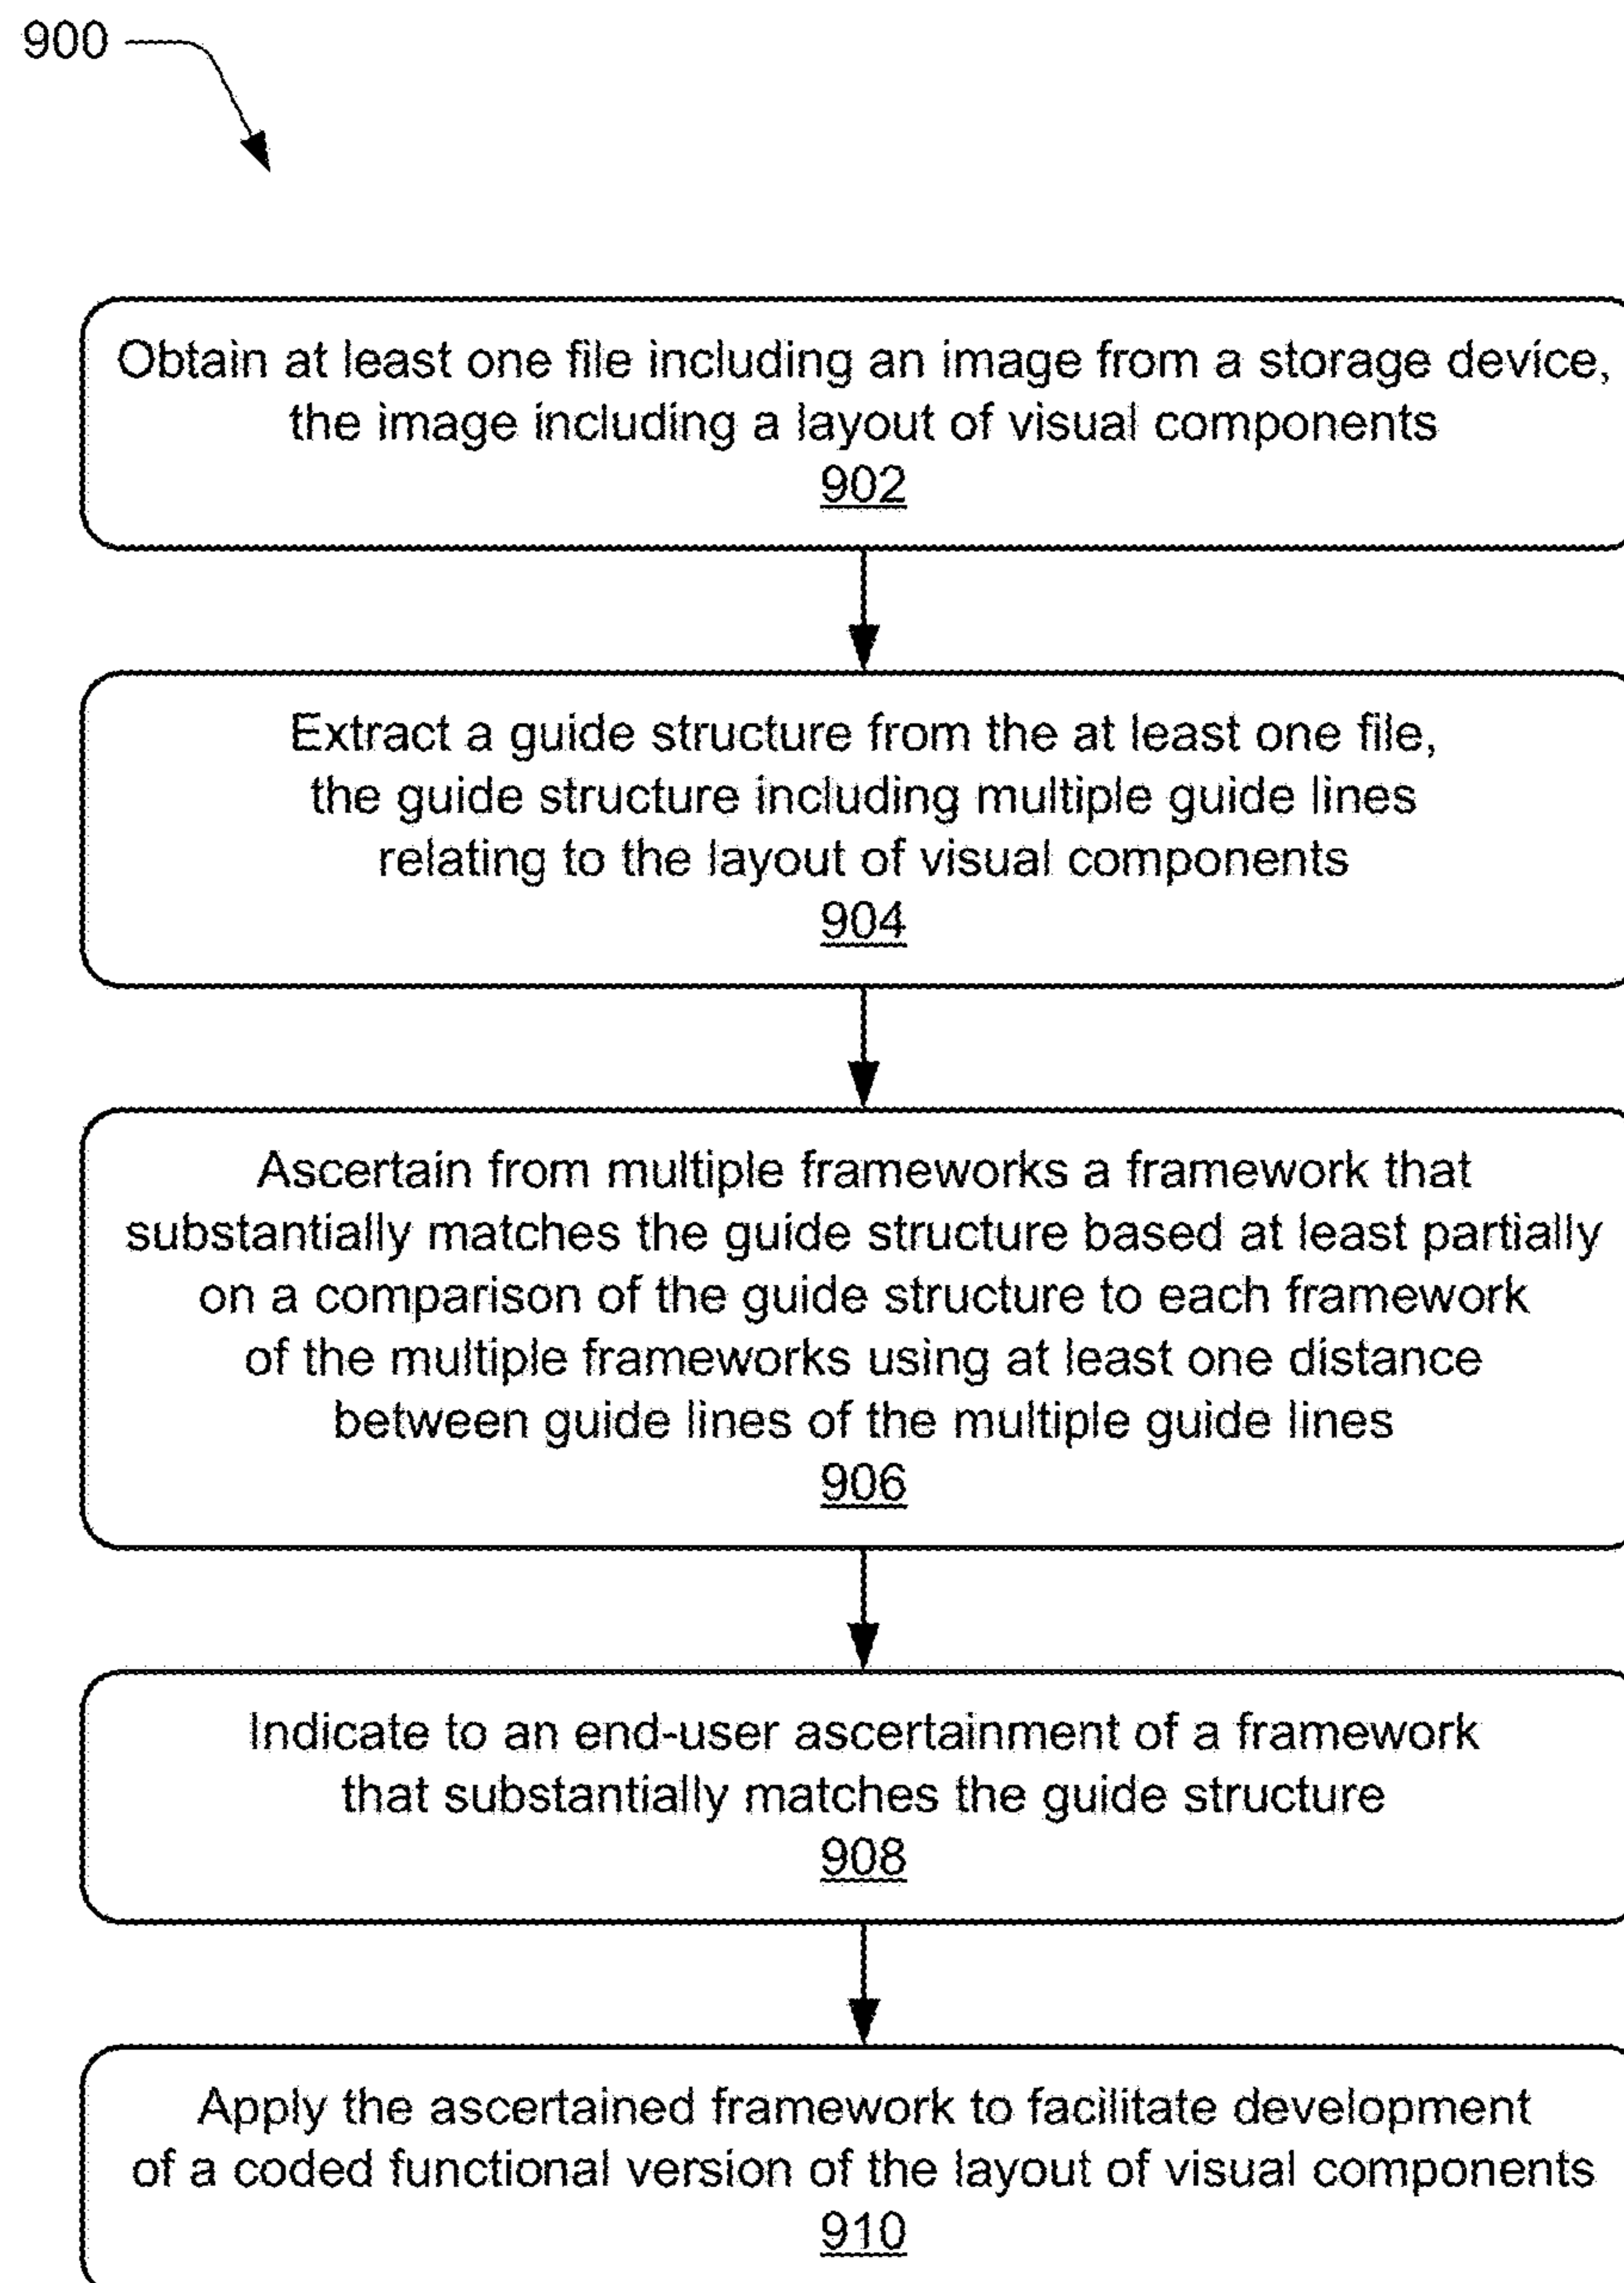 900
Obtain at least one file including an image from a storage device,
the image including a layout of visual components
902
Extract a guide structure from the at least one file,
the guide structure including multiple guide lines
relating to the layout of visual components
904
Ascertain from multiple frameworks a framework that
substantially matches the guide structure based at least partially
on a comparison of the guide structure to each framework
of the multiple frameworks using at least one distance
between guide lines of the multiple guide lines
906
Indicate to an end-user ascertainment of a framework
that substantially matches the guide structure
908
Apply the ascertained framework to facilitate development
of a coded functional version of the layout of visual components
910